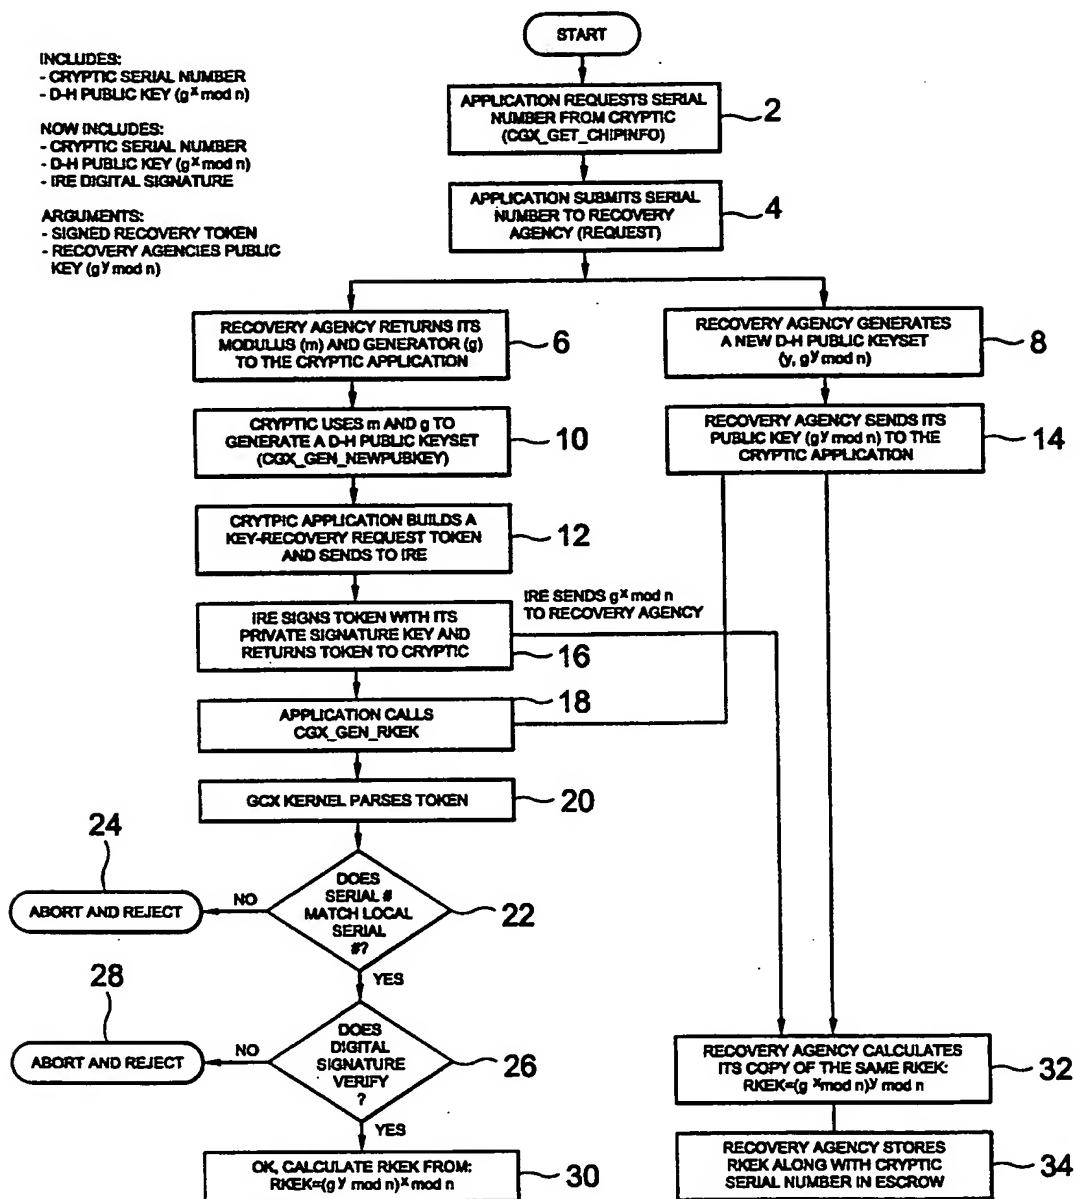 START
INCLUDES:
- CRYPTIC SERIAL NUMBER
- D-H PUBLIC KEY (g^x mod n)
NOW INCLUDES:
- CRYPTIC SERIAL NUMBER
- D-H PUBLIC KEY (g^x mod n)
- IRE DIGITAL SIGNATURE
ARGUMENTS:
- SIGNED RECOVERY TOKEN
- RECOVERY AGENCIES PUBLIC
KEY (g^y mod n)
APPLICATION REQUESTS SERIAL
NUMBER FROM CRYPTIC
(CGX_GET_CHIPINFO)
2
APPLICATION SUBMITS SERIAL
NUMBER TO RECOVERY
AGENCY (REQUEST)
4
RECOVERY AGENCY RETURNS ITS
MODULUS (m) AND GENERATOR (g)
TO THE CRYPTIC APPLICATION
6
RECOVERY AGENCY GENERATES
A NEW D-H PUBLIC KEYSET
(y, g^y mod n)
8
CRYPTIC USES m AND g TO
GENERATE A D-H PUBLIC KEYSET
(CGX_GEN_NEWPUBKEY)
10
RECOVERY AGENCY SENDS ITS
PUBLIC KEY (g^y mod n) TO THE
CRYPTIC APPLICATION
14
CRYTPIC APPLICATION BUILDS A
KEY-RECOVERY REQUEST TOKEN
AND SENDS TO IRE
12
IRE SENDS g^x mod n
TO RECOVERY AGENCY
IRE SIGNS TOKEN WITH ITS
PRIVATE SIGNATURE KEY AND
RETURNS TOKEN TO CRYPTIC
16
18
APPLICATION CALLS
CGX_GEN_RKEK
GCX KERNEL PARSES TOKEN
20
24
ABORT AND REJECT
NO
DOES
SERIAL #
MATCH LOCAL
SERIAL
#?
22
YES
28
ABORT AND REJECT
NO
DOES
DIGITAL
SIGNATURE
VERIFY
?
26
YES
OK, CALCULATE RKEK FROM:
RKEK=(g^y mod n)^x mod n
30
RECOVERY AGENCY CALCULATES
ITS COPY OF THE SAME RKEK:
RKEK=(g^x mod n)^y mod n
32
RECOVERY AGENCY STORES
RKEK ALONG WITH CRYPTIC
SERIAL NUMBER IN ESCROW
34